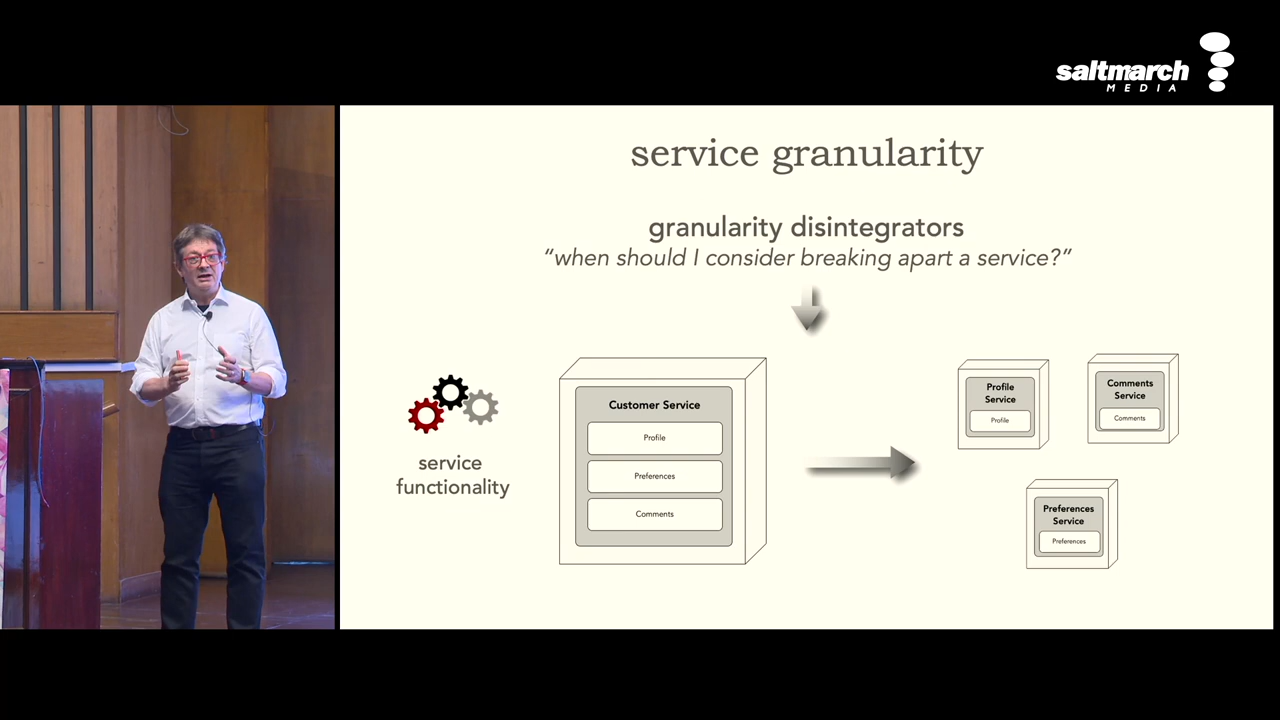 saltmarch
MEDIA
service granularity
granularity disintegrators
“when should I consider breaking apart a service?”
service
functionality
Customer Service
Profile
Preferences
Comments
Profile
Service
Profile
Comments
Service
Comments
Preferences
Service
Preferences